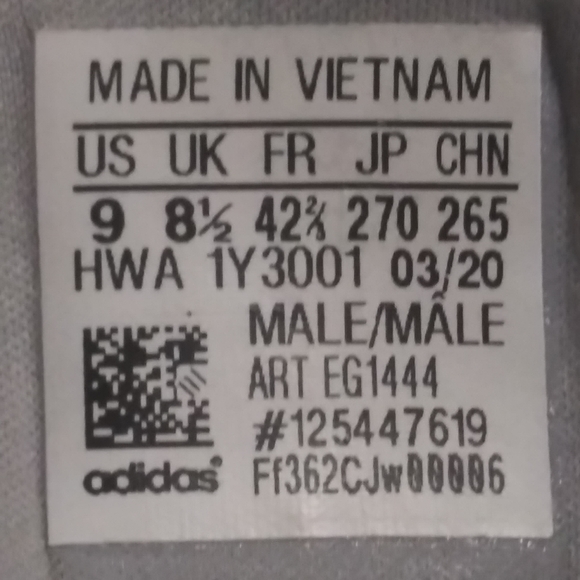 MADE IN VIETNAM
US UK FR JP CHN
9 8½ 42⅔ 270 265
HWA 1Y3001 03/20
MALE/MÂLE
ART EG1444
#125447619
adidas® Ff362CJw00006